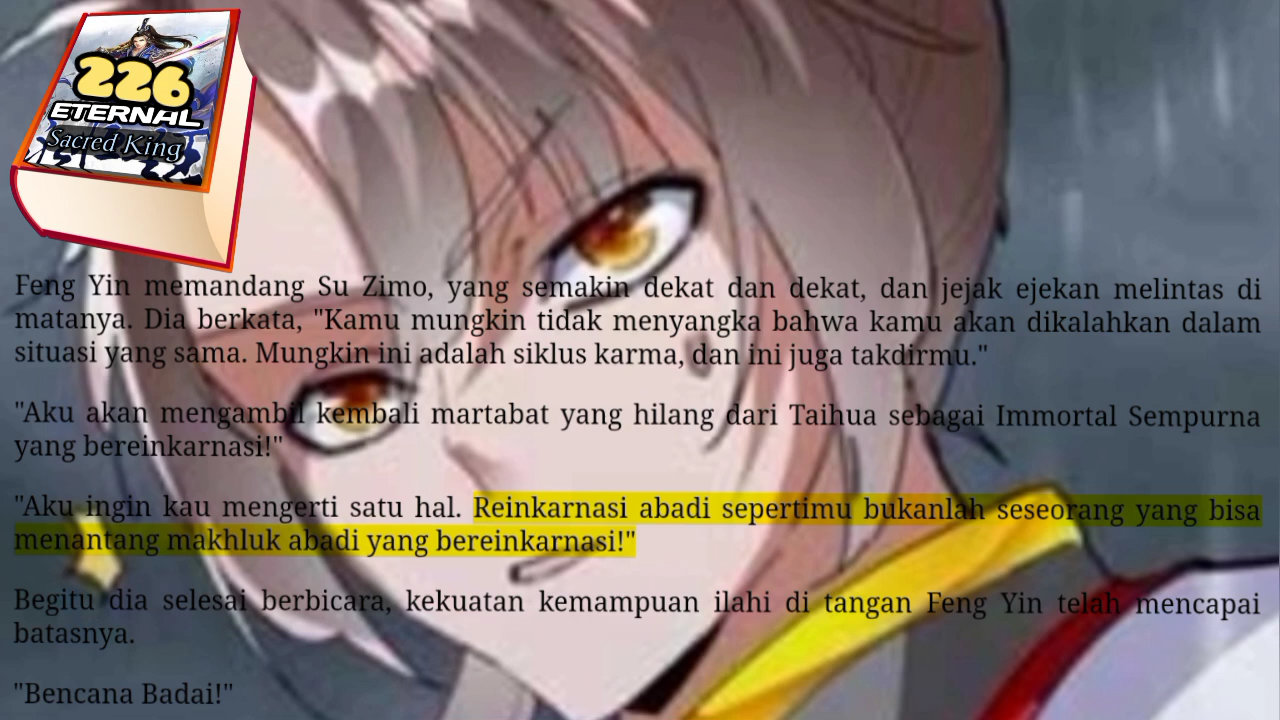 226
ETERNAL
Sacred King
Feng Yin memandang Su Zimo, yang semakin dekat dan dekat, dan jejak ejekan melintas di
matanya. Dia berkata, "Kamu mungkin tidak menyangka bahwa kamu akan dikalahkan dalam
situasi yang sama. Mungkin ini adalah siklus karma, dan ini juga takdirmu."
"Aku akan mengambil kembali martabat yang hilang dari Taihua sebagai Immortal Sempurna
yang bereinkarnasi!"
"Aku ingin kau mengerti satu hal. Reinkarnasi abadi sepertimu bukanlah seseorang yang bisa
menantang makhluk abadi yang bereinkarnasi!"
Begitu dia selesai berbicara, kekuatan kemampuan ilahi di tangan Feng Yin telah mencapai
batasnya.
"Bencana Badai!"